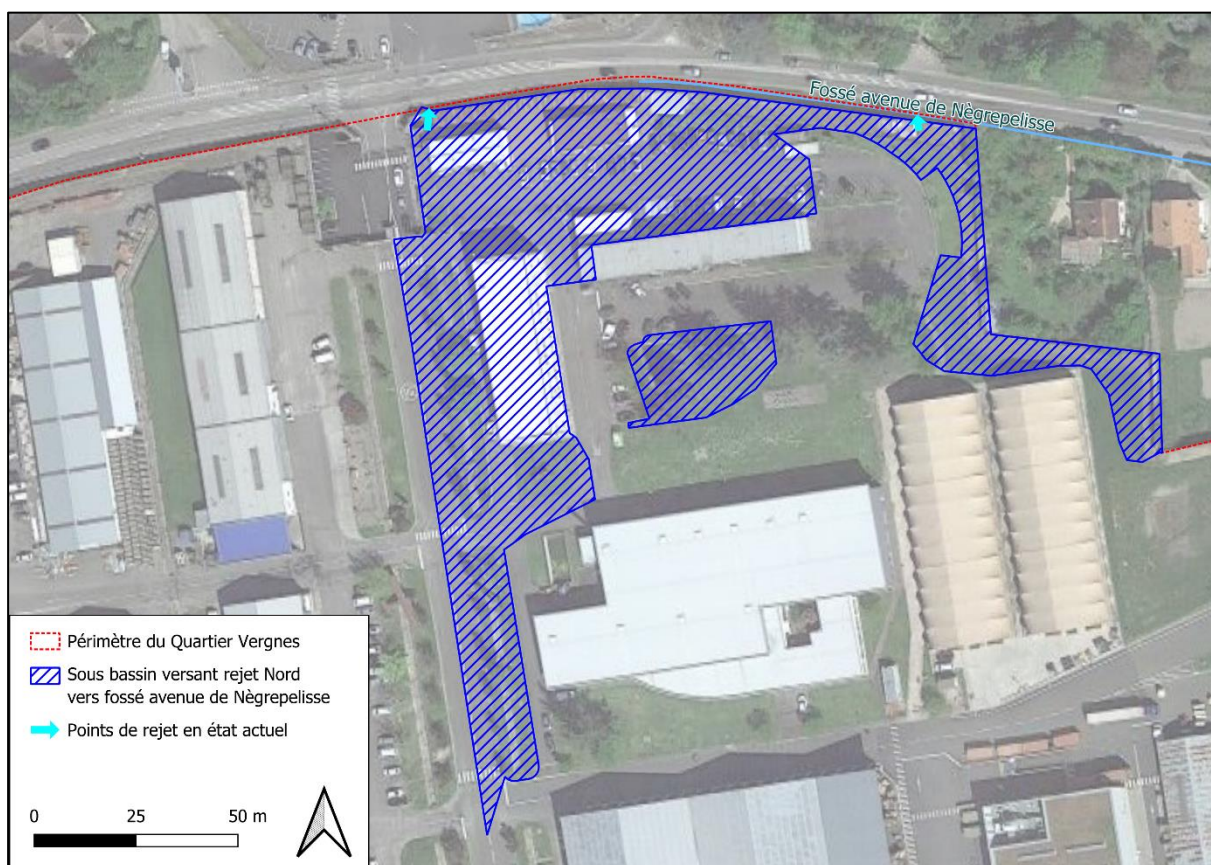 Fossé avenue de Nègrepelisse
Périmètre du Quartier Vergnes
Sous bassin versant rejet Nord
vers fossé avenue de Nègrepelisse
Points de rejet en état actuel
0 25 50 m